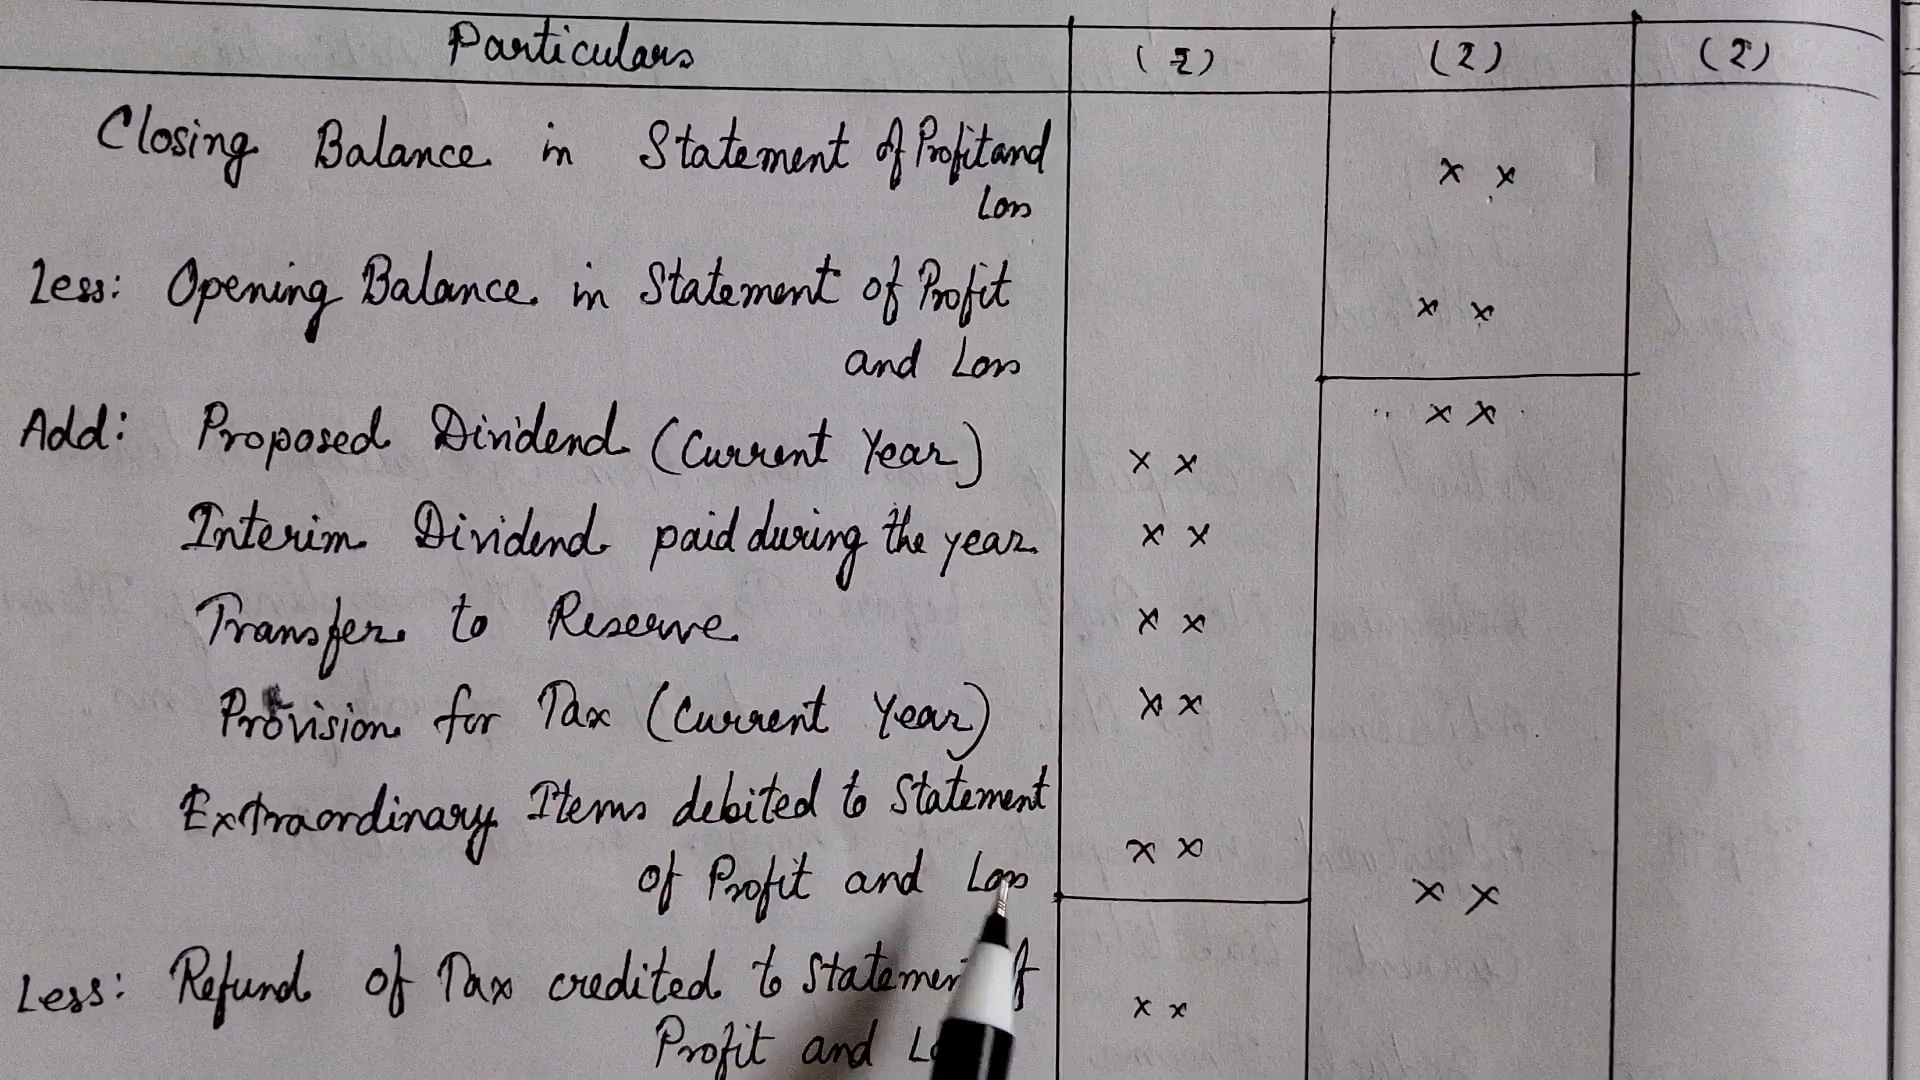 Particulars (₹) (₹) (₹)
Closing Balance in Statement of Profit and
Loss
x x
Less: Opening Balance in Statement of Profit
and Loss
x x
x x
Add: Proposed Dividend (Current Year) x x
Interim Dividend paid during the year x x
Transfer to Reserve x x
Provision for Tax (Current Year) x x
Extraordinary Items debited to Statement
of Profit and Loss x x
x x
Less: Refund of Tax credited to Statement of
Profit and
x x